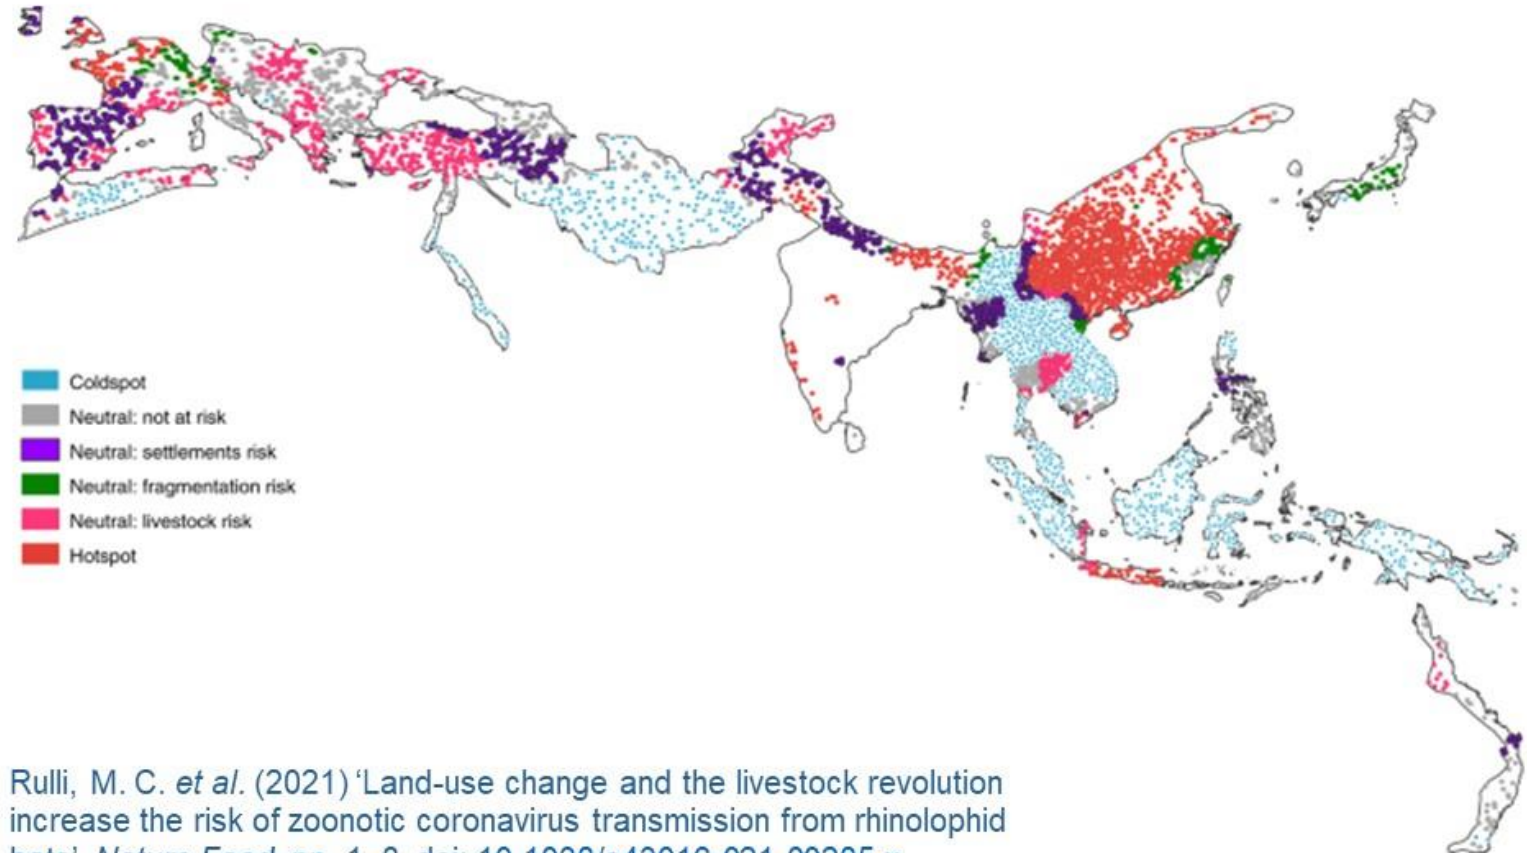 Coldspot
Neutral: not at risk
Neutral: settlements risk
Neutral: fragmentation risk
Neutral: livestock risk
Hotspot
Rulli, M. C. et al. (2021) ‘Land-use change and the livestock revolution
increase the risk of zoonotic coronavirus transmission from rhinolophid